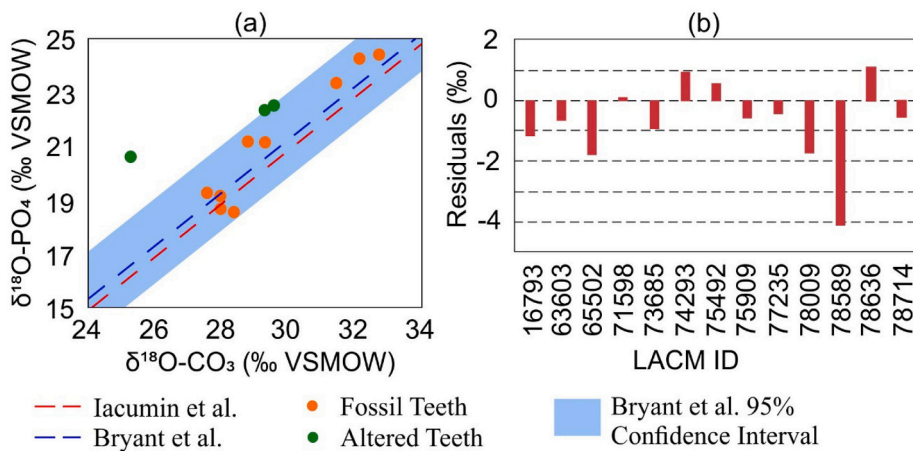 (a)
25
23
21
19
17
15
24 26 28 30 32 34
δ¹⁸O-PO₄ (‰ VSMOW)
δ¹⁸O-CO₃ (‰ VSMOW)
(b)
2
0
-2
-4
Residuals (‰)
16793
63603
65502
71598
73685
74293
75492
75909
77235
78009
78589
78636
78714
LACM ID
Iacumin et al.
Bryant et al.
Fossil Teeth
Altered Teeth
Bryant et al. 95%
Confidence Interval